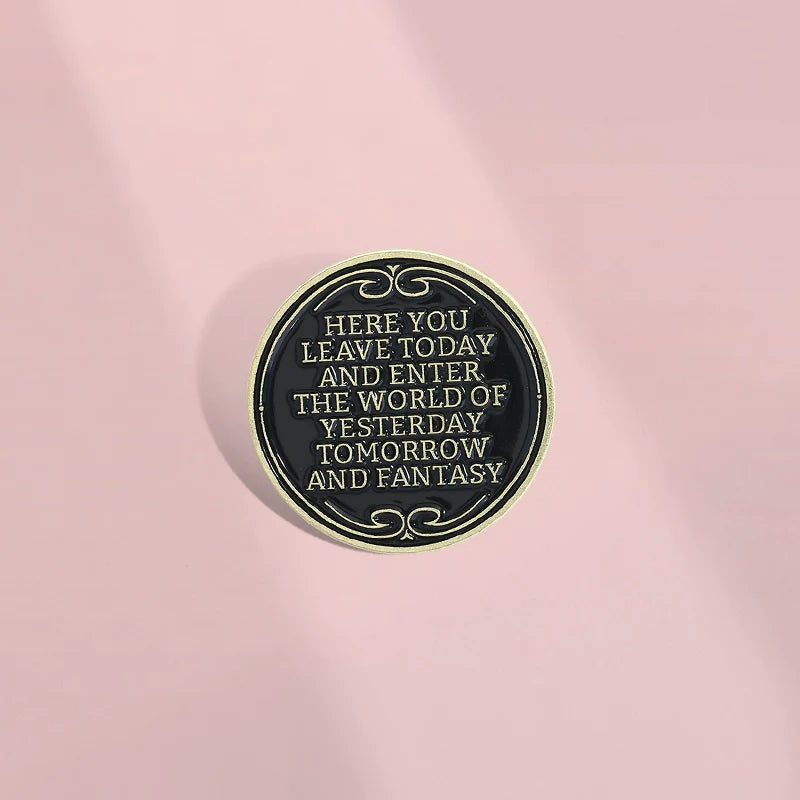 HERE YOU
LEAVE TODAY
AND ENTER
THE WORLD OF
YESTERDAY
TOMORROW
AND FANTASY